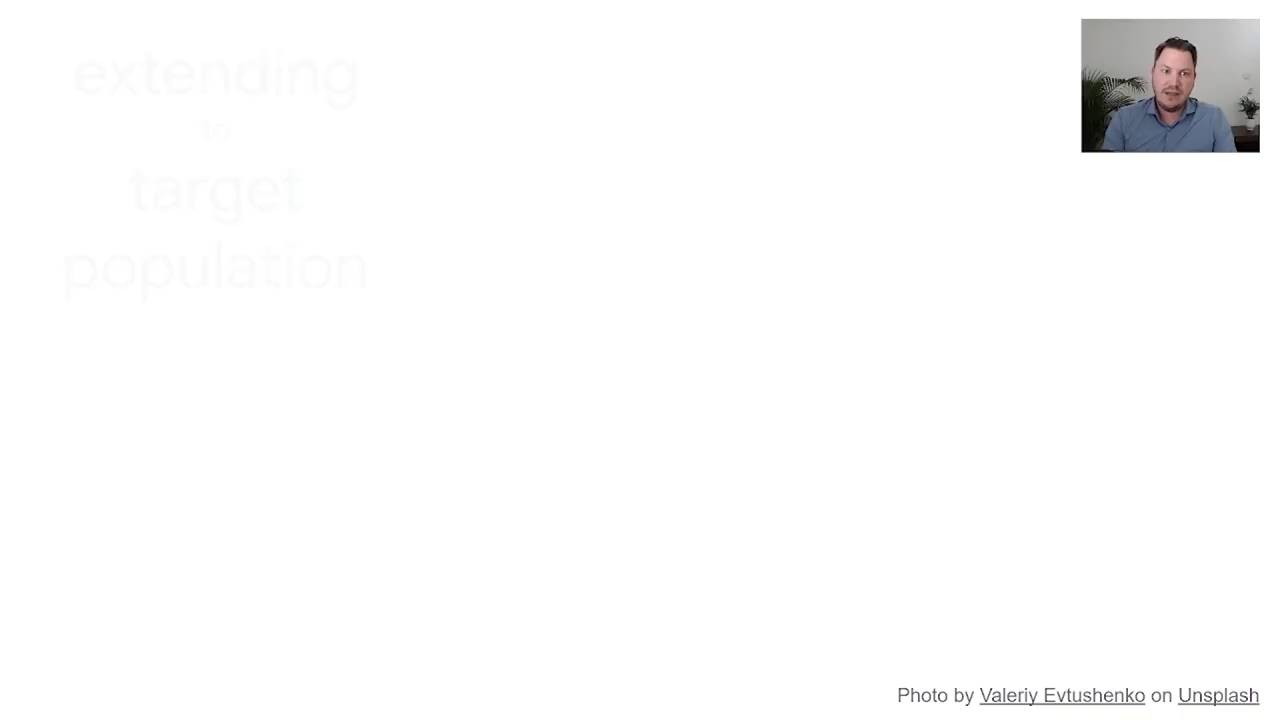 extending
to
target
population
Photo by Valeriy Evtushenko on Unsplash